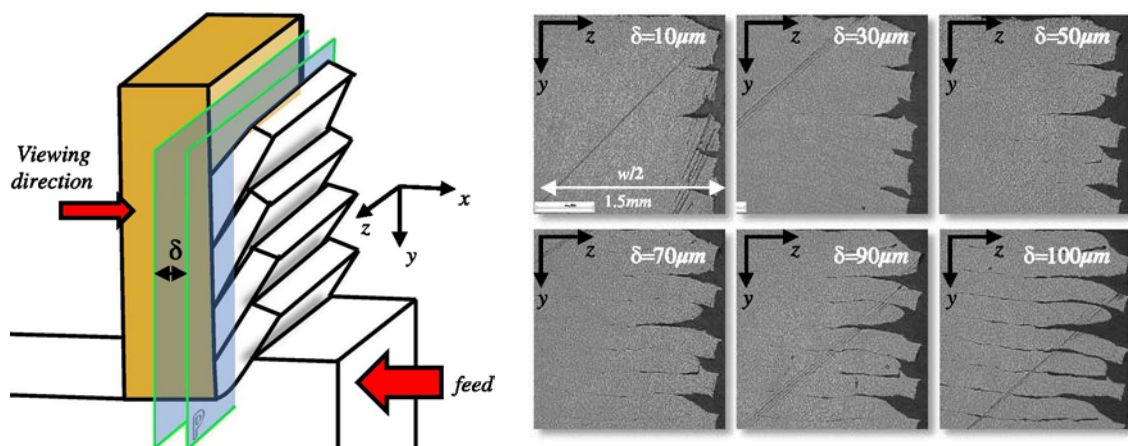 Viewing
direction
δ
x
z
y
feed
P
z
δ=10µm
y
w/2
1.5mm
z
δ=30µm
y
z
δ=50µm
y
z
δ=70µm
y
z
δ=90µm
y
z
δ=100µm
y